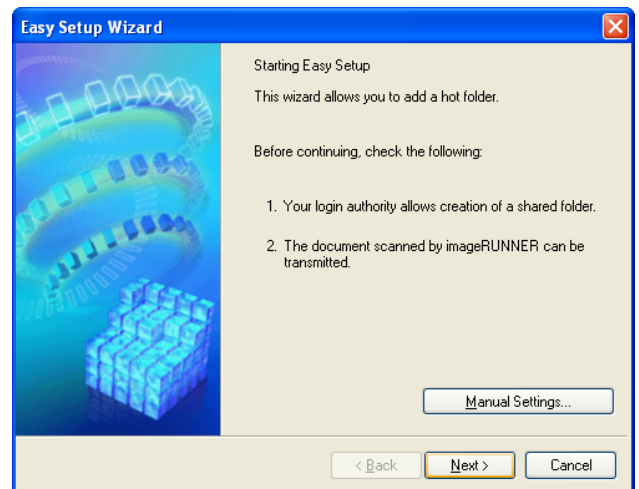 Easy Setup Wizard
Starting Easy Setup
This wizard allows you to add a hot folder.
Before continuing, check the following:
1. Your login authority allows creation of a shared folder.
2. The document scanned by imageRUNNER can be
transmitted.
Manual Settings...
< Back
Next >
Cancel